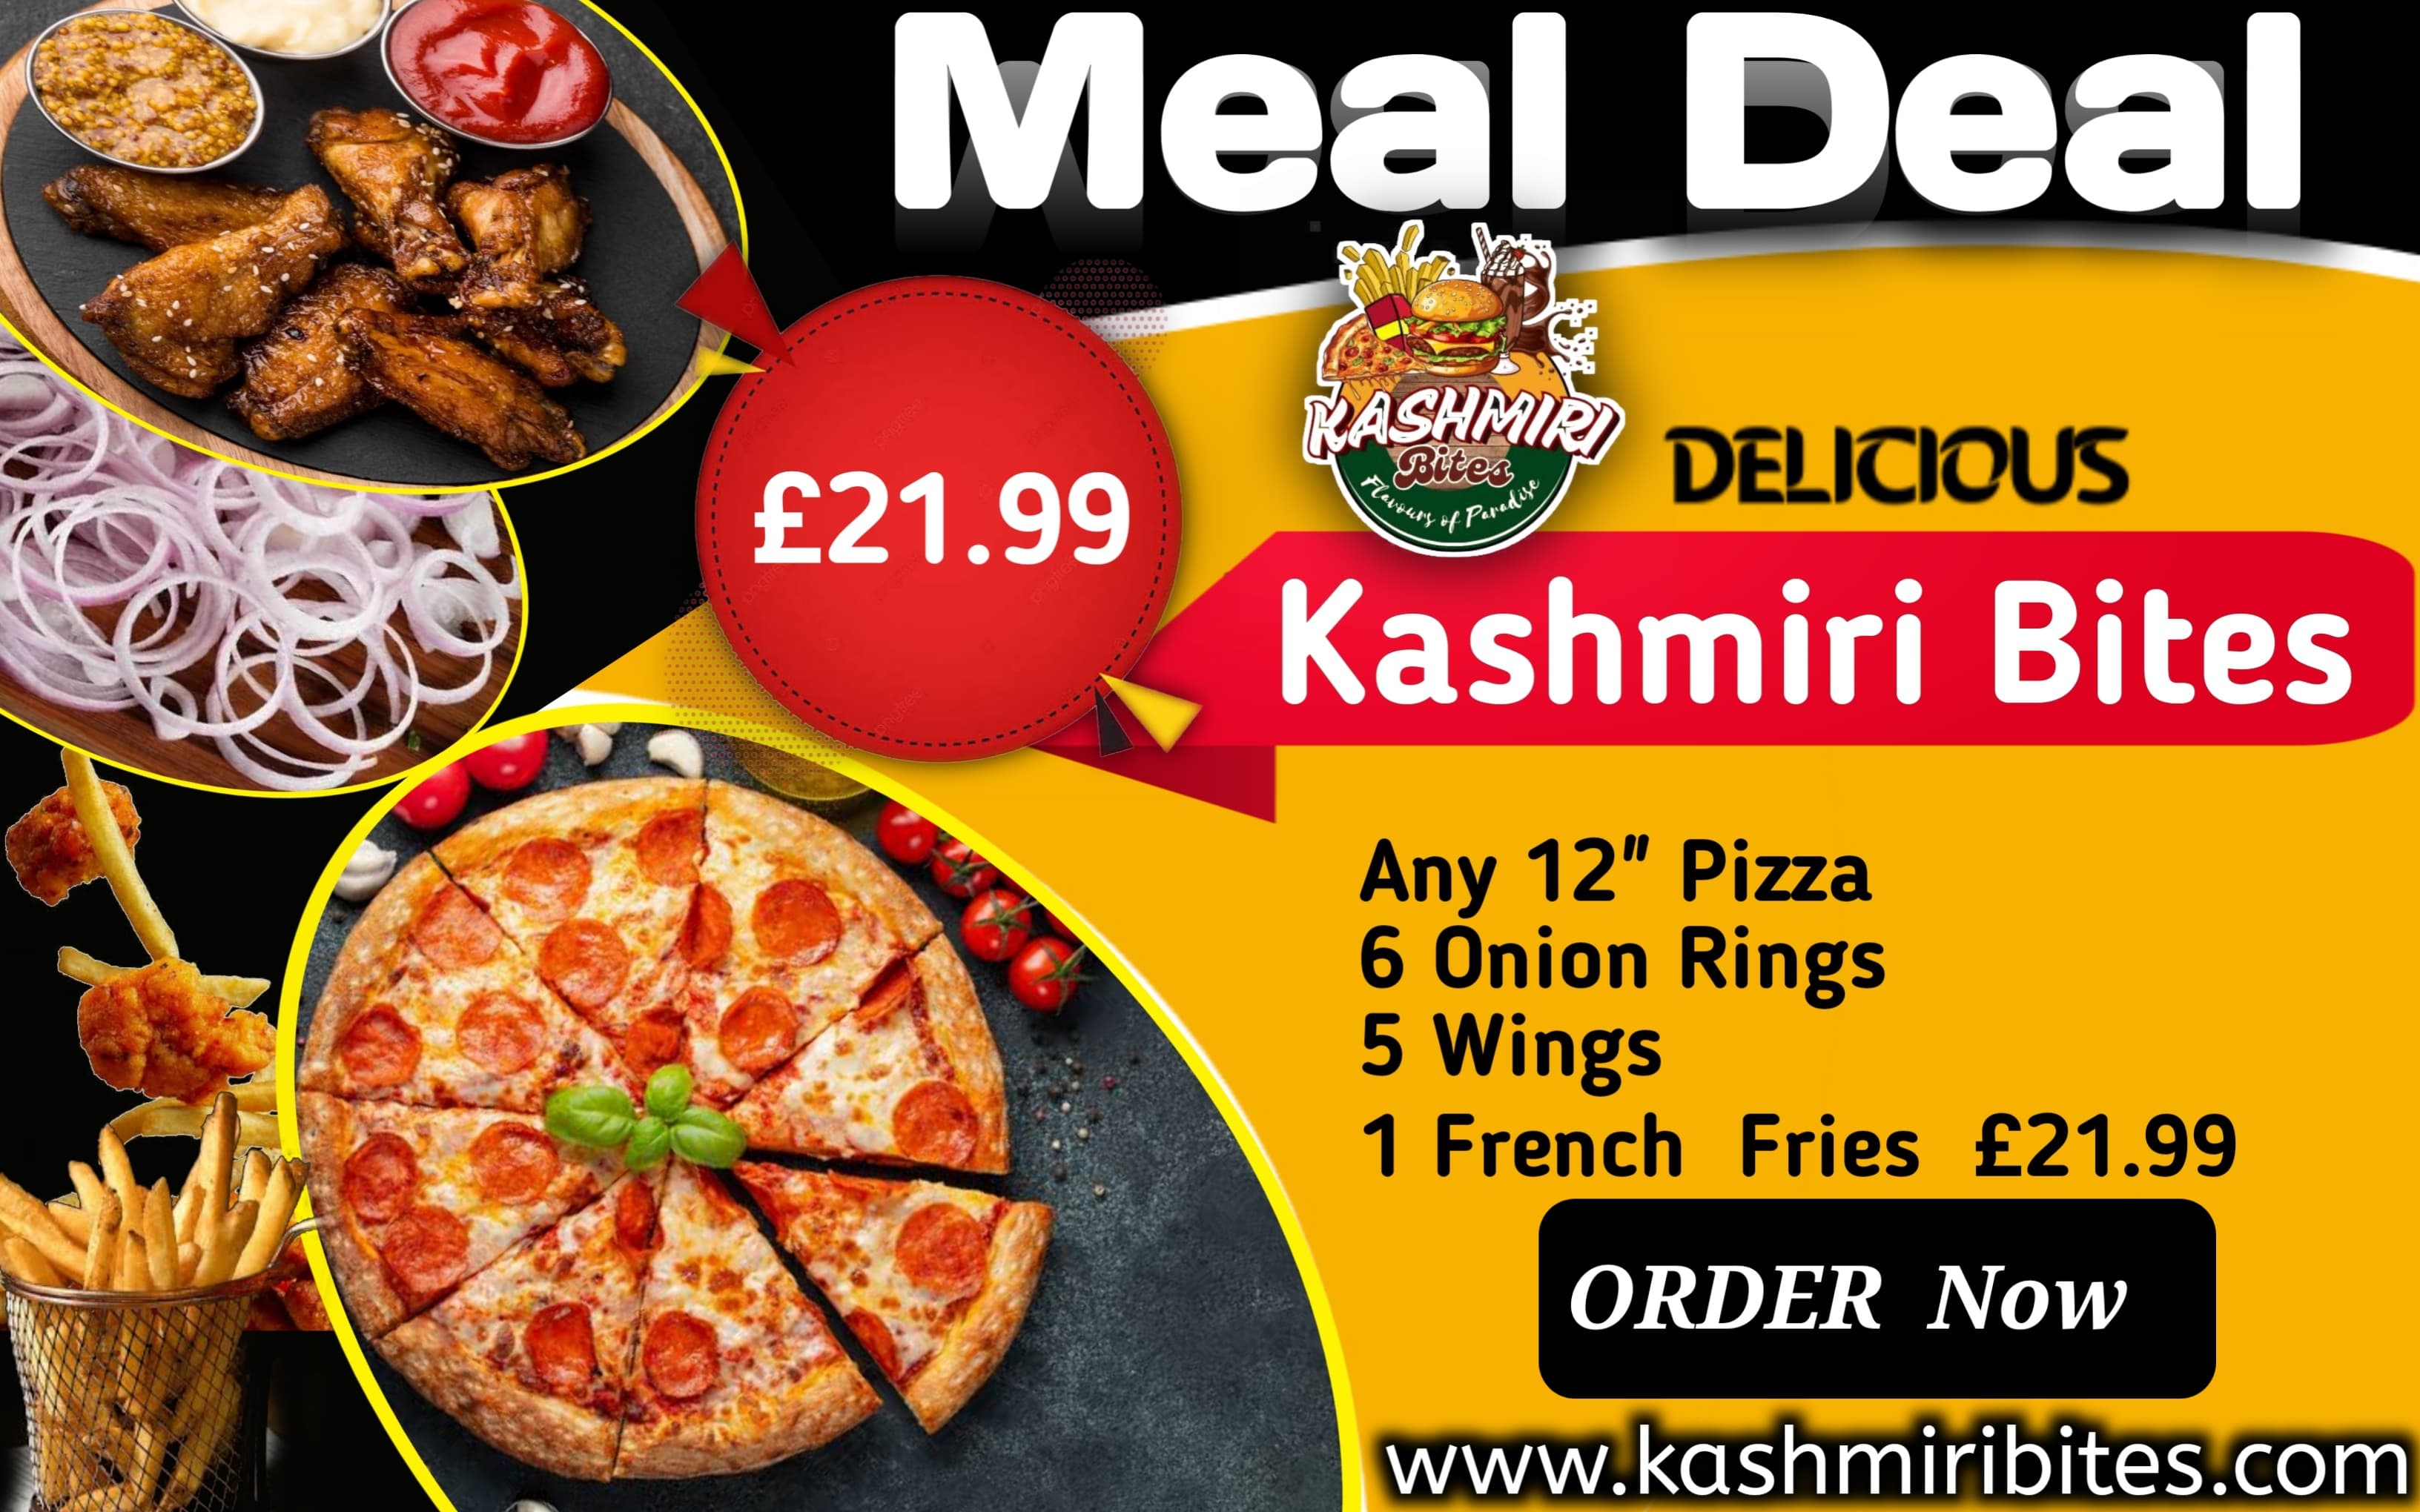 Meal Deal
£21.99
KASHMIRI
Bites
Flavours of Paradise
DELICIOUS
Kashmiri Bites
Any 12" Pizza
6 Onion Rings
5 Wings
1 French Fries £21.99
ORDER Now
www.kashmiribites.com